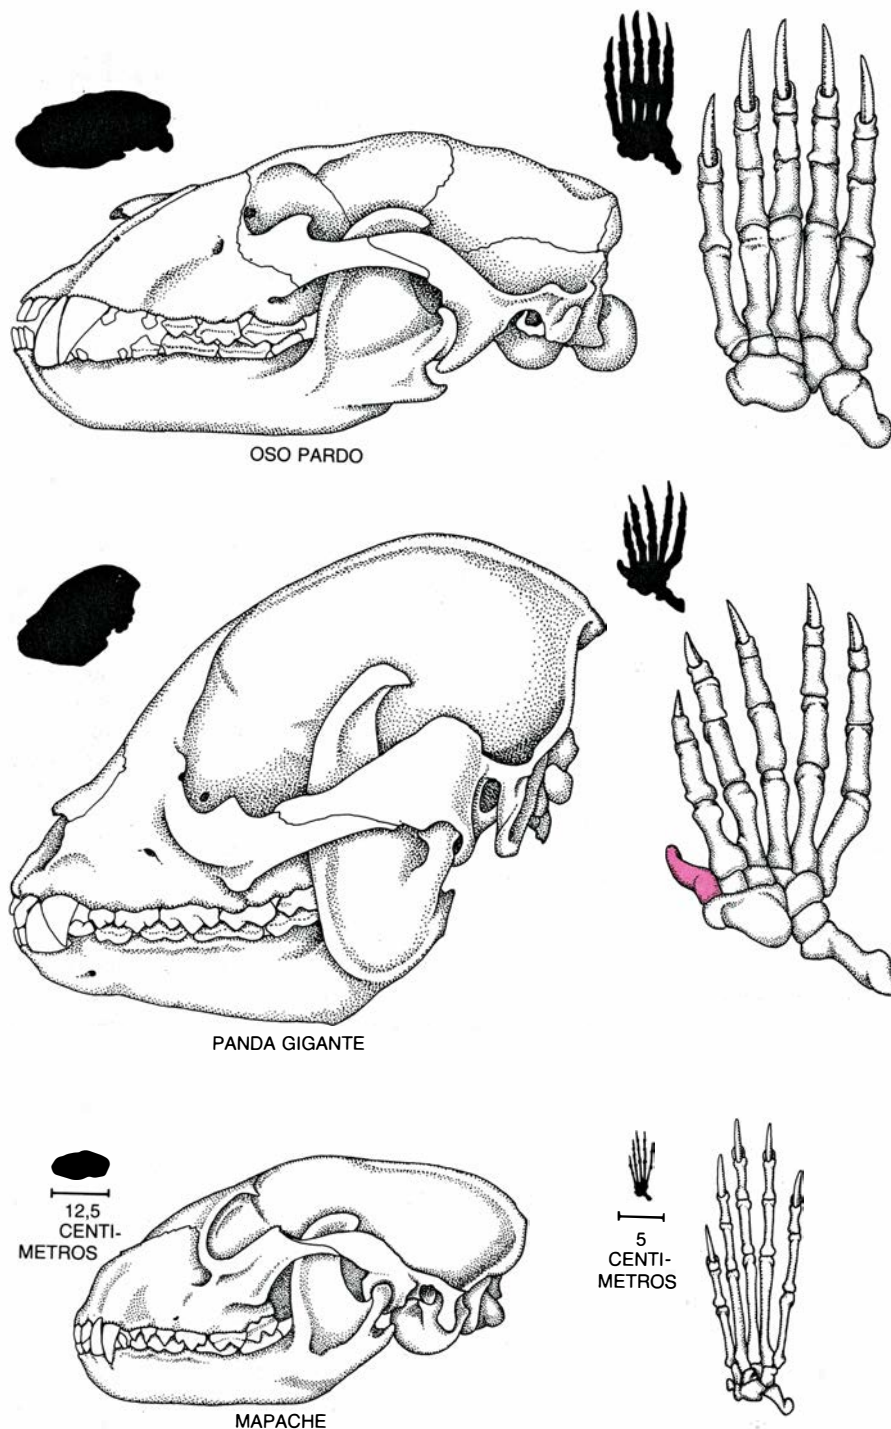 OSO PARDO
PANDA GIGANTE
12,5
CENTI-
METROS
5
CENTI-
METROS
MAPACHE